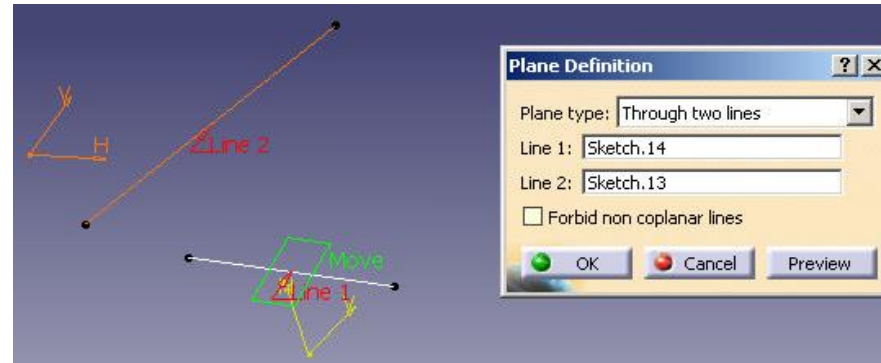 V
H
Line 2
Move
Line 1
Plane Definition
Plane type: Through two lines
Line 1: Sketch.14
Line 2: Sketch.13
Forbid non coplanar lines
OK Cancel Preview